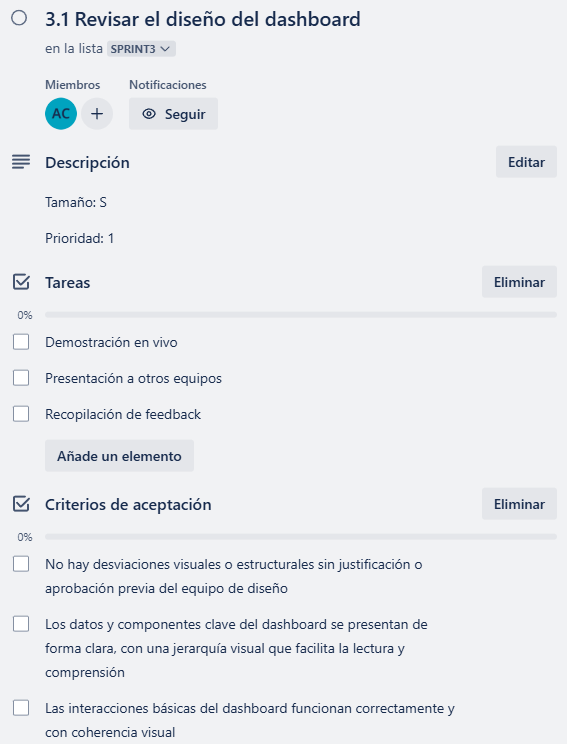 3.1 Revisar el diseño del dashboard
en la lista SPRINT3
Miembros
Notificaciones
AC
+
Seguir
Descripción
Editar
Tamaño: S
Prioridad: 1
Tareas
Eliminar
0%
Demostración en vivo
Presentación a otros equipos
Recopilación de feedback
Añade un elemento
Criterios de aceptación
Eliminar
0%
No hay desviaciones visuales o estructurales sin justificación o
aprobación previa del equipo de diseño
Los datos y componentes clave del dashboard se presentan de
forma clara, con una jerarquía visual que facilita la lectura y
comprensión
Las interacciones básicas del dashboard funcionan correctamente y
con coherencia visual